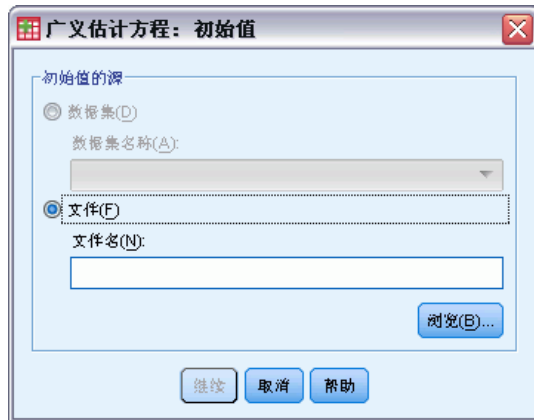 广义估计方程：初始值
初始值的源
数据集(D)
数据集名称(A):
文件(F)
文件名(N):
浏览(B)...
继续 取消 帮助